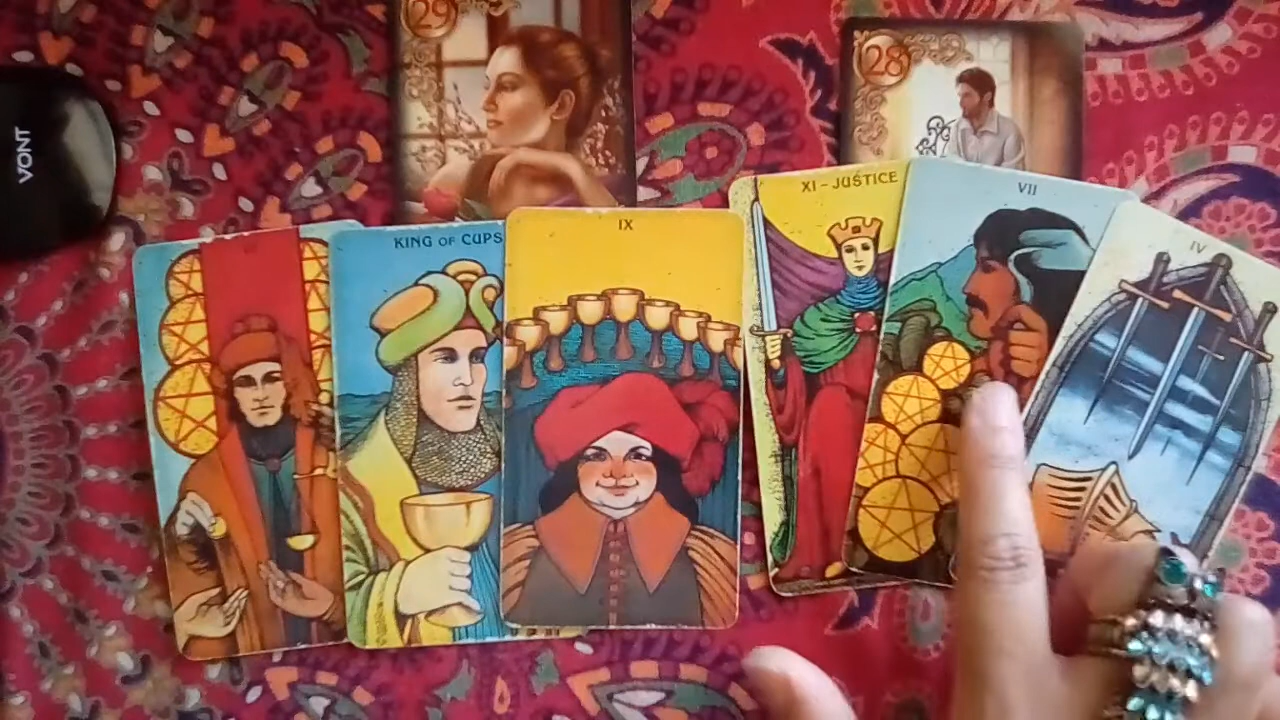 29
28
VONT
XI - JUSTICE
VII
KING OF CUPS
IX
IV